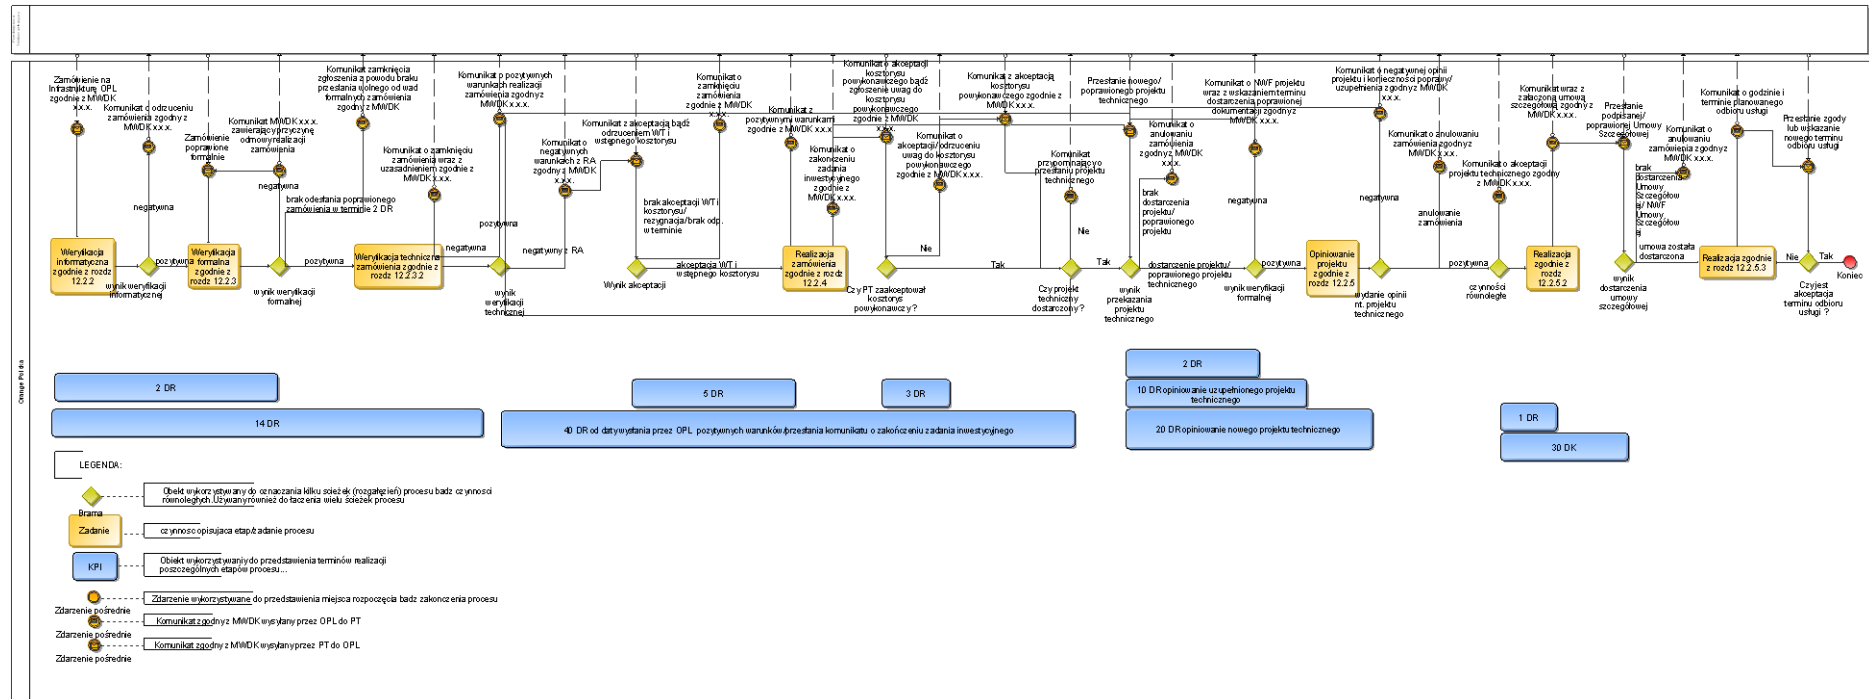 Zamówienie na
Infrastrukturę OPL
zgodnie z MWDK
x.x.x.
Komunikat o odrzuceniu
zamówienia zgodny z
MWDK x.x.x.
Zamówienie
poprawione
formalnie
Komunikat MWDK x.x.x.
zawierający przyczynę
odmowy realizacji
zamówienia
Komunikat zamknięcia
zgłoszenia z powodu braku
przesłania wolnego od wad
formalnych zamówienia
zgodny z MWDK
Komunikat o zamknięciu
zamówienia wraz z
uzasadnieniem zgodny z
MWDK x.x.x.
Komunikat o pozytywnych
warunkach realizacji
zamówienia zgodny z
MWDK x.x.x.
Komunikat o
negatywnych
warunkach z RA
zgodny z MWDK
x.x.x.
Komunikat z akceptacją bądź
odrzuceniem WT i
wstępnego kosztorysu
Komunikat o
zamknięciu
zamówienia
zgodnie z MWDK
x.x.x.
Komunikat z
pozytywnymi warunkami
zgodnie z MWDK x.x.x.
Komunikat o
zakończeniu
zadania
inwestycyjnego
zgodnie z
MWDK x.x.x.
Komunikat o akceptacji
kosztorysu
powykonawczego bądź
zgłoszenie uwag do
kosztorysu
powykonawczego
zgodnie z MWDK
x.x.x.
Komunikat o
akceptacji/odrzuceniu
uwag do kosztorysu
powykonawczego
zgodnie z MWDK x.x.x.
Komunikat z akceptacją
kosztorysu
powykonawczego zgodnie z
MWDK x.x.x.
Komunikat
przypominający o
przesłaniu projektu
technicznego
Przesłanie nowego/
poprawionego projektu
technicznego
Komunikat o
anulowaniu
zamówienia
zgodny z MWDK
x.x.x.
Komunikat o NWF projektu
wraz z wskazaniem terminu
dostarczenia poprawionej
dokumentacji zgodny z
MWDK x.x.x.
Komunikat o negatywnej opinii
projektu i konieczności poprawy/
uzupełnienia zgodny z MWDK
x.x.x.
Komunikat o anulowaniu
zamówienia zgodny z
MWDK x.x.x.
Komunikat o akceptacji
projektu technicznego zgodny
z MWDK x.x.x.
Komunikat wraz z
załączoną umową
szczegółową zgodny z
MWDK x.x.x.
Przesłanie
podpisanej/
poprawionej Umowy
Szczegółowej
Komunikat o
anulowaniu
zamówienia zgodny
z MWDK x.x.x.
Komunikat o godzinie i
terminie planowanego
odbioru usługi
Przesłanie zgody
lub wskazanie
nowego terminu
odbioru usługi
negatywna
negatywna
brak odesłania poprawionego
zamówienia w terminie 2 DR
pozytywna
negatywna
negatywny z RA
brak akceptacji WT i
kosztorysu/
rezygnacja/brak odp.
w terminie
Nie
Nie
brak
dostarczenia
projektu/
poprawionego
projektu
negatywna
negatywna
anulowanie
zamówienia
brak
dostarczenia
Umowy
Szczegółow
ej/ NWF
Umowy
Szczegółow
ej
umowa została
dostarczona
Weryfikacja
informatyczna
zgodnie z rozdz
12.2.2
pozytywna
wynik weryfikacji
informatycznej
Weryfikacja
formalna
zgodnie z
rozdz 12.2.3
pozytywna
wynik weryfikacji
formalnej
Weryfikacja techniczna
zamówienia zgodnie z
12.2.3.2
wynik
weryfikacji
technicznej
Wynik akceptacji
akceptacja WT i
wstępnego kosztorysu
Realizacja
zamówienia
zgodnie z rozdz
12.2.4
Czy PT zaakceptował
kosztorys
powykonawczy ?
Tak
Czy projekt
techniczny
dostarczony ?
Tak
wynik
przekazania
projektu
technicznego
dostarczenie projektu/
poprawionego projektu
technicznego
wynik weryfikacji
formalnej
pozytywna
Opiniowanie
projektu
zgodnie z
rozdz 12.2.5
wydanie opinii
nt. projektu
technicznego
pozytywna
czynności
równoległe
Realizacja
zgodnie z
rozdz
12.2.5.2
wynik
dostarczenia
umowy
szczegółowej
Realizacja zgodnie
z rozdz 12.2.5.3
Nie
Tak
Czy jest
akceptacja
terminu odbioru
usługi ?
Koniec
Orange Polska
2 DR
14 DR
5 DR
3 DR
40 DR od daty wysłania przez OPL pozytywnych warunków/przesłania komunikatu o zakończeniu zadania inwestycyjnego
2 DR
10 DR opiniowanie uzupełnionego projektu
technicznego
20 DR opiniowanie nowego projektu technicznego
1 DR
30 DK
LEGENDA:
Obiekt wykorzystywany do oznaczania kilku scieżek (rozgałęzień) procesu badz czynnosci
równoległych. Używany również do łaczenia wielu ścieżek procesu
Brama
Zadanie
czynnosc opisujaca etap/zadanie procesu
KPI
Obiekt wykorzystywany do przedstawienia terminów realizacji
poszczególnych etapów procesu...
Zdarzenie wykorzystywane do przedstawienia miejsca rozpoczęcia badz zakonczenia procesu
Zdarzenie pośrednie
Komunikat zgodny z MWDK wysyłany przez OPL do PT
Zdarzenie pośrednie
Komunikat zgodny z MWDK wysyłany przez PT do OPL
Zdarzenie pośrednie